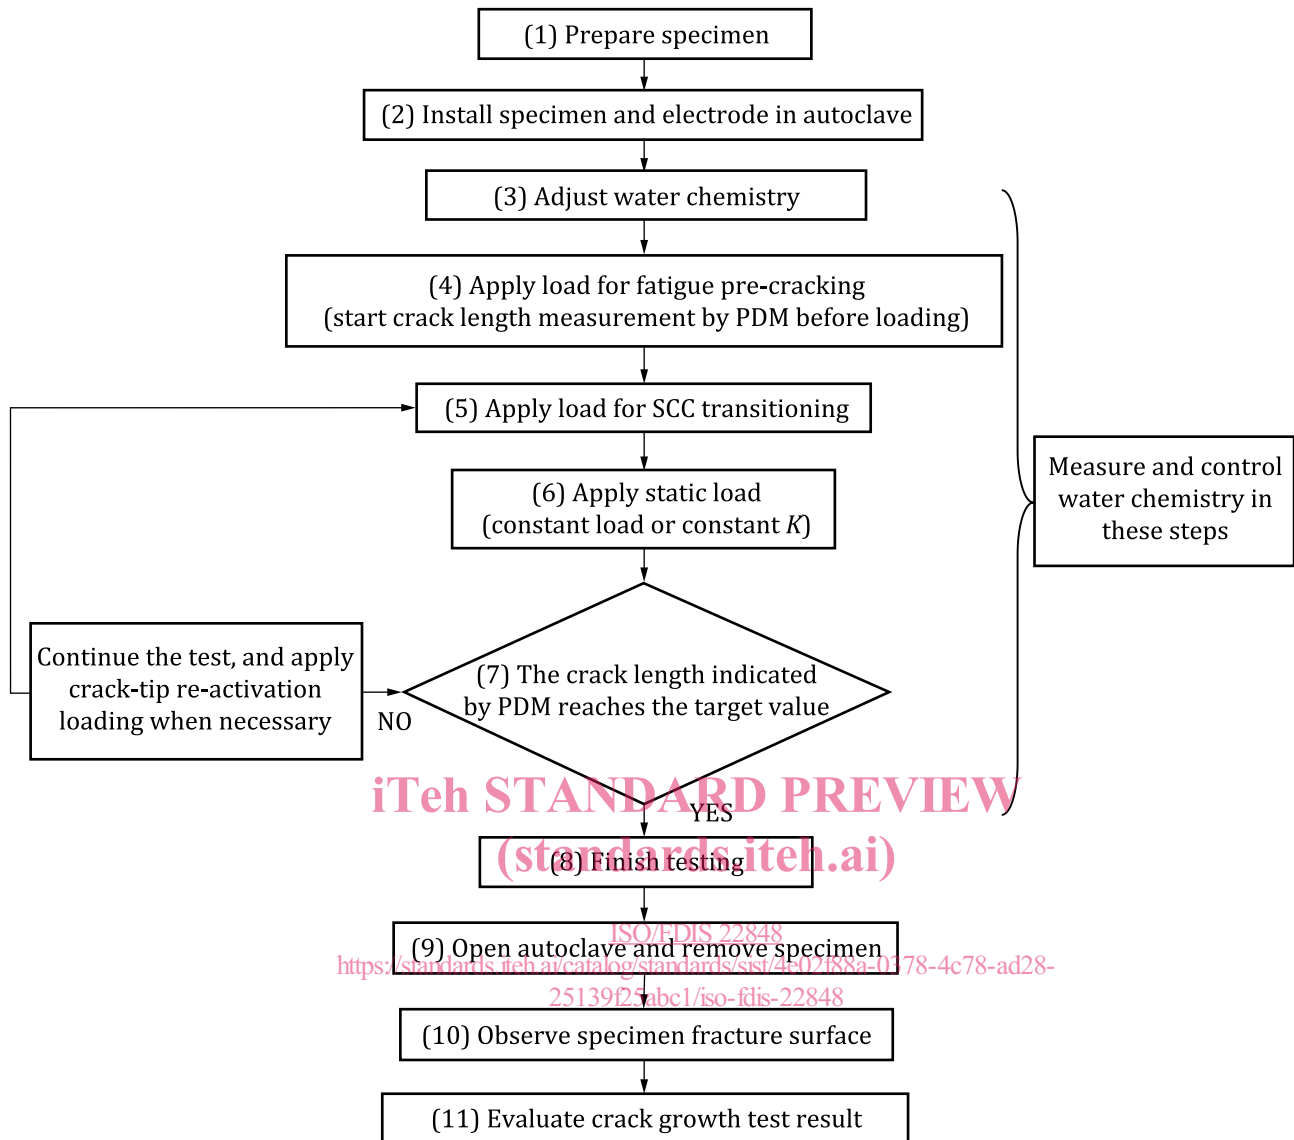 (1) Prepare specimen
(2) Install specimen and electrode in autoclave
(3) Adjust water chemistry
(4) Apply load for fatigue pre-cracking
(start crack length measurement by PDM before loading)
(5) Apply load for SCC transitioning
(6) Apply static load
(constant load or constant K)
Measure and control
water chemistry in
these steps
(7) The crack length indicated
by PDM reaches the target value
Continue the test, and apply
crack-tip re-activation
loading when necessary
NO
iTeh STANDARD PREVIEW
YES
(standards.iteh.ai)
(8) Finish testing
ISO/FDIS 22848
(9) Open autoclave and remove specimen
https://standards.iteh.ai/catalog/standards/sist/4e02f88a-0378-4c78-ad28-
25139f25abc1/iso-fdis-22848
(10) Observe specimen fracture surface
(11) Evaluate crack growth test result